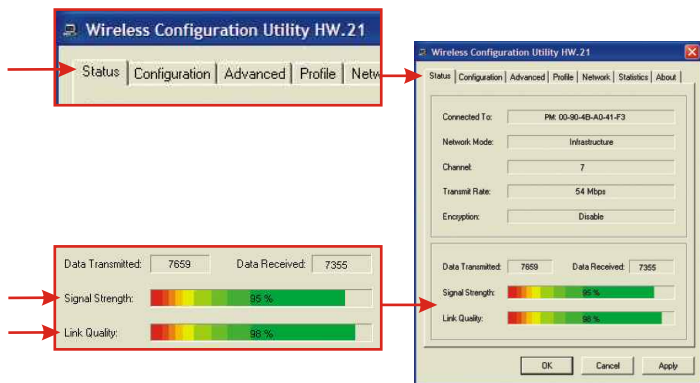 Wireless Configuration Utility HW.21
Status Configuration Advanced Profile Netw
Data Transmitted: 7659 Data Received: 7355
Signal Strength: 95 %
Link Quality: 98 %
Wireless Configuration Utility HW.21
Status Configuration Advanced Profile Network Statistics About
Connected To: PM: 00-90-4B-A0-41-F3
Network Mode: Infrastructure
Channel: 7
Transmit Rate: 54 Mbps
Encryption: Disable
Data Transmitted: 7659 Data Received: 7355
Signal Strength: 95 %
Link Quality: 98 %
OK Cancel Apply